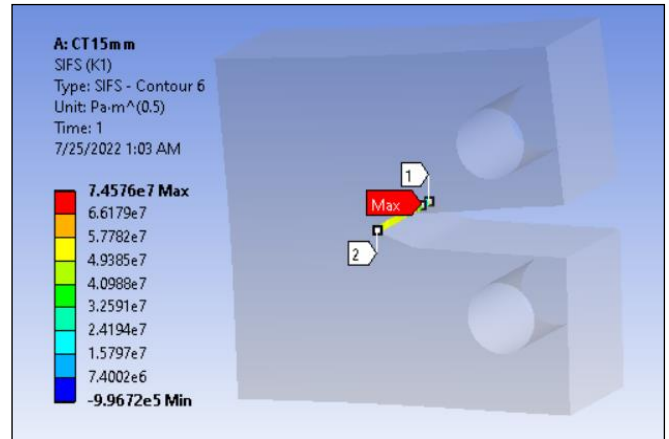 A: CT15mm
SIFS (K1)
Type: SIFS - Contour 6
Unit: Pa·m^(0.5)
Time: 1
7/25/2022 1:03 AM
7.4576e7 Max
6.6179e7
5.7782e7
4.9385e7
4.0988e7
3.2591e7
2.4194e7
1.5797e7
7.4002e6
-9.9672e5 Min
1
Max
2